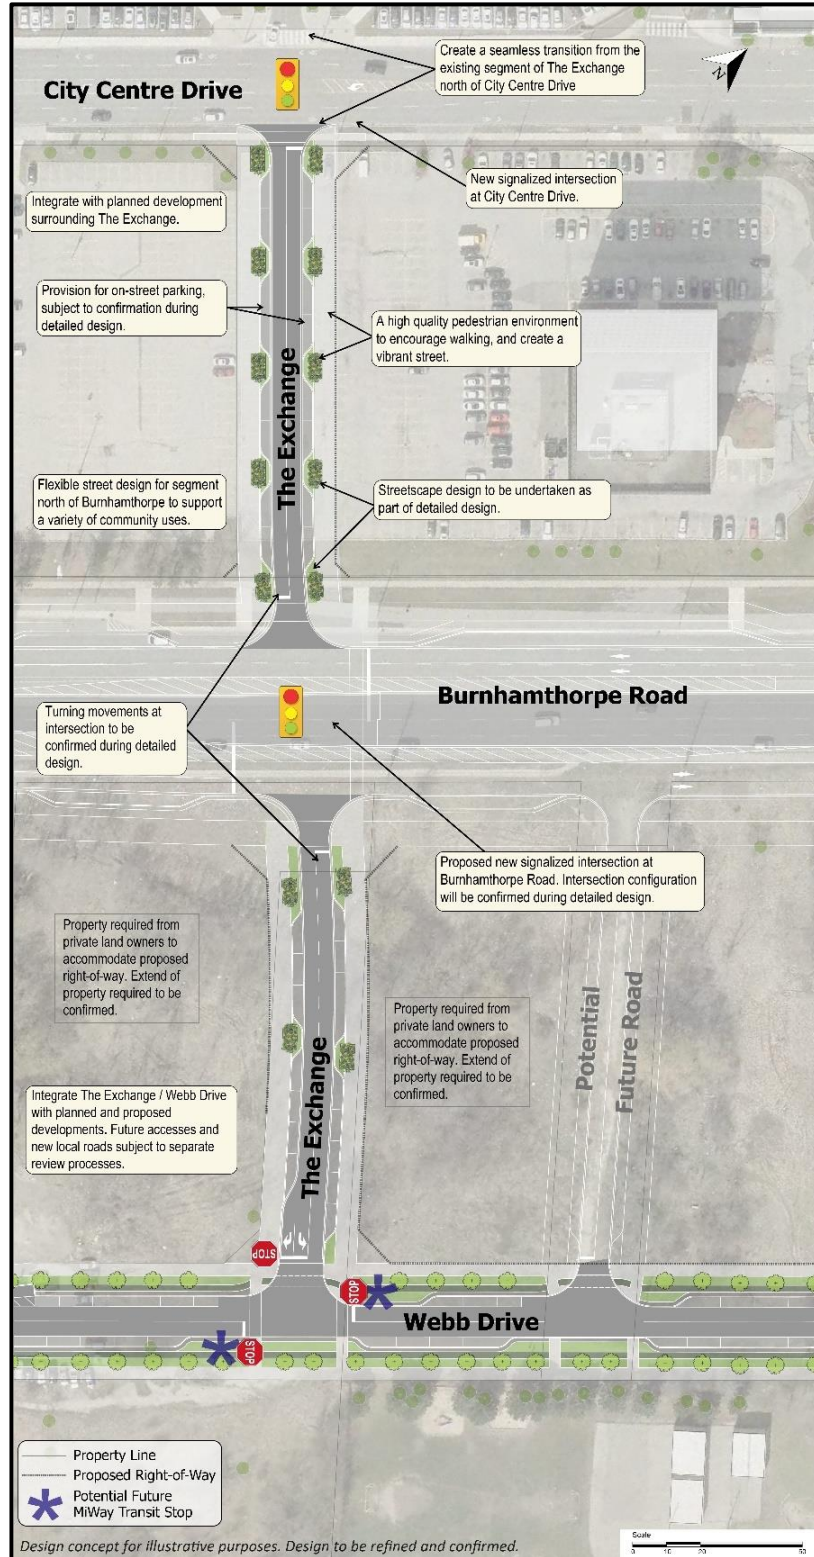 Create a seamless transition from the
existing segment of The Exchange
north of City Centre Drive
City Centre Drive
N
New signalized intersection
at City Centre Drive.
Integrate with planned development
surrounding The Exchange.
Provision for on-street parking,
subject to confirmation during
detailed design.
A high quality pedestrian environment
to encourage walking, and create a
vibrant street.
The Exchange
Flexible street design for segment
north of Burnhamthorpe to support
a variety of community uses.
Streetscape design to be undertaken as
part of detailed design.
Burnhamthorpe Road
Turning movements at
intersection to be
confirmed during detailed
design.
Proposed new signalized intersection at
Burnhamthorpe Road. Intersection configuration
will be confirmed during detailed design.
Property required from
private land owners to
accommodate proposed
right-of-way. Extend of
property required to be
confirmed.
Property required from
private land owners to
accommodate proposed
right-of-way. Extend of
property required to be
confirmed.
Potential
Future Road
The Exchange
Integrate The Exchange / Webb Drive
with planned and proposed
developments. Future accesses and
new local roads subject to separate
review processes.
STOP
STOP
Webb Drive
STOP
Property Line
Proposed Right-of-Way
Potential Future
MiWay Transit Stop
Design concept for illustrative purposes. Design to be refined and confirmed.
Scale
0 10 20 50